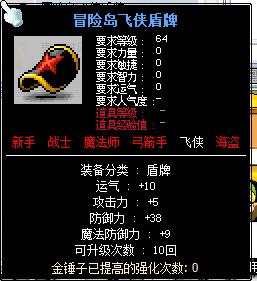 冒险岛飞侠盾牌
要求等级： 64
要求力量： 0
要求敏捷： 0
要求智力： 0
要求运气： 0
要求人气度： -
道具等级： -
道具经验值： -
新手 战士 魔法师 弓箭手 飞侠 海盗
装备分类： 盾牌
运气： +10
攻击力： +5
防御力： +38
魔法防御力： +9
可升级次数： 10回
金锤子已提高的强化次数: 0